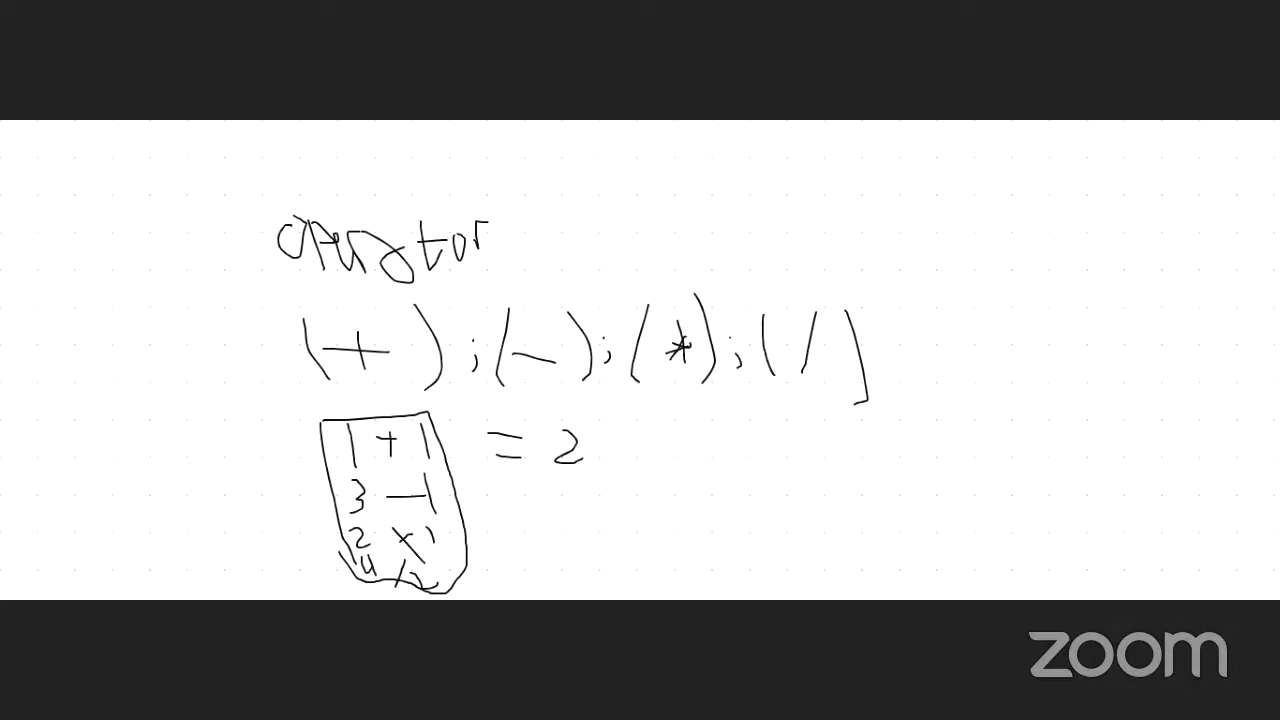 operator
(+);(-);(*);(/)
1 + 1 = 2
3 - 1
2 x 1
4 / 2
zoom